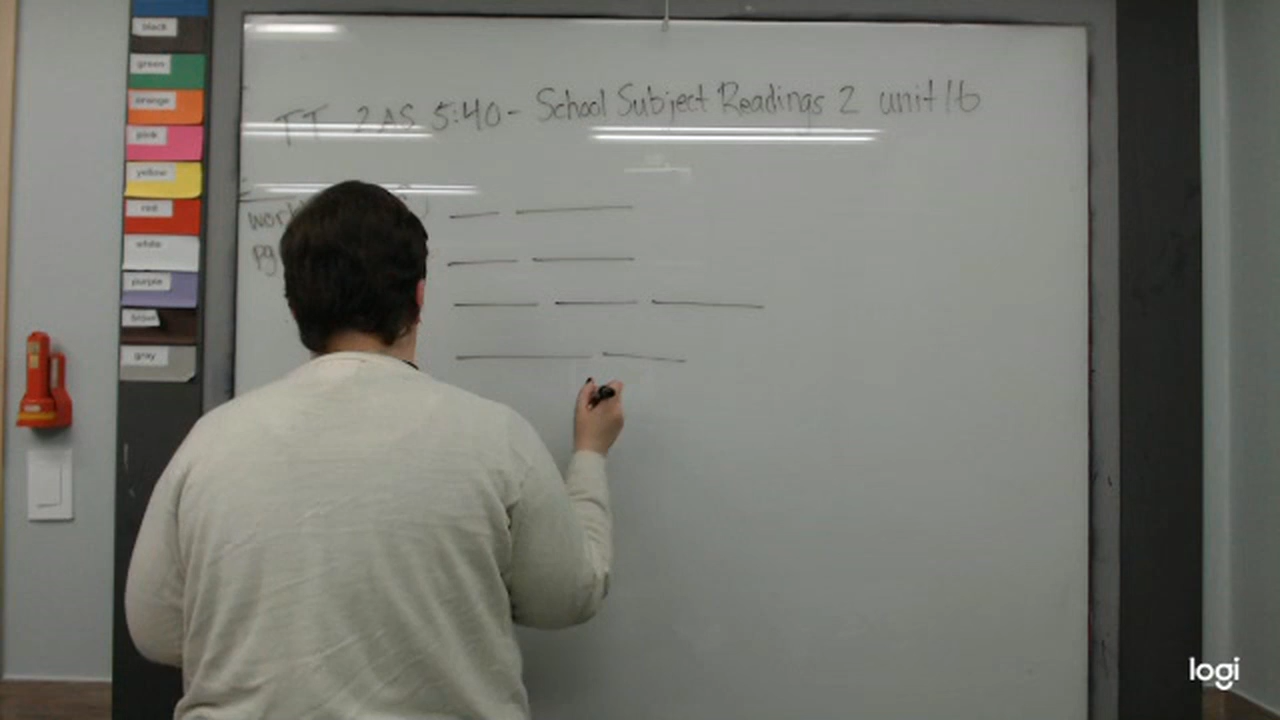 black
green
orange
pink
yellow
red
white
purple
brown
gray
TT 2AS 5:40- School Subject Readings 2 unit 16
pg
logi